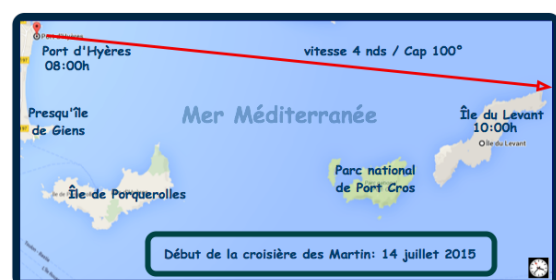 Port d'Hyères
Port d'Hyères
08:00h
vitesse 4 nds / Cap 100°
Presqu'île
de Giens
Mer Méditerranée
Île du Levant
10:00h
Île du Levant
Parc national
de Port Cros
Île de Porquerolles
Début de la croisière des Martin: 14 juillet 2015